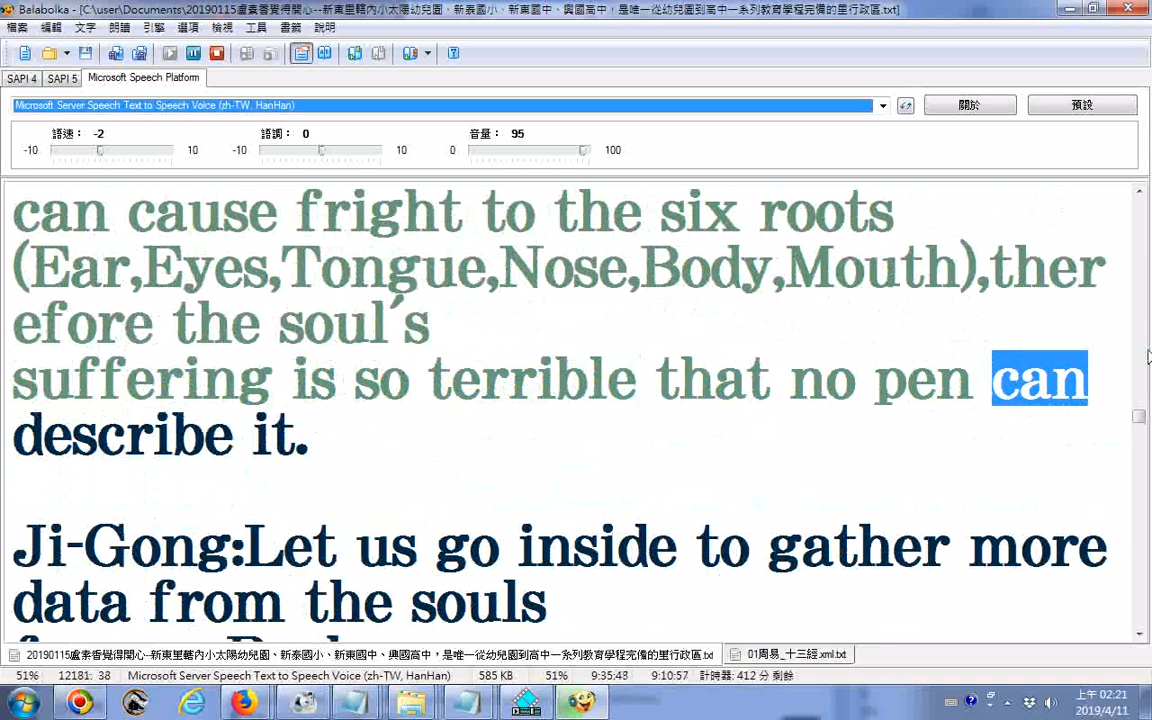 Balabolka - [C:\user\Documents\20190115盧素香覺得開心--新東里轄內小太陽幼兒園、新泰國小、新東國中、興國高中，是唯一從幼兒園到高中一系列教育學程完備的里行政區.txt]
檔案 編輯 文字 朗讀 引擎 選項 檢視 工具 書籤 說明
SAPI 4 SAPI 5 Microsoft Speech Platform
Microsoft Server Speech Text to Speech Voice (zh-TW, HanHan) 關於 預設
語速： -2 語調： 0 音量： 95
-10 10 -10 10 0 100
can cause fright to the six roots
(Ear,Eyes,Tongue,Nose,Body,Mouth),ther
efore the soul´s
suffering is so terrible that no pen can
describe it.
Ji-Gong:Let us go inside to gather more
data from the souls
20190115盧素香覺得開心--新東里轄內小太陽幼兒園、新泰國小、新東國中、興國高中，是唯一從幼兒園到高中一系列教育學程完備的里行政區.txt 01周易_十三經.xml.txt
51% 12181: 38 Microsoft Server Speech Text to Speech Voice (zh-TW, HanHan) 585 KB 51% 9:35:48 9:10:57 計時器: 412 分 剩餘
上午 02:21
2019/4/11